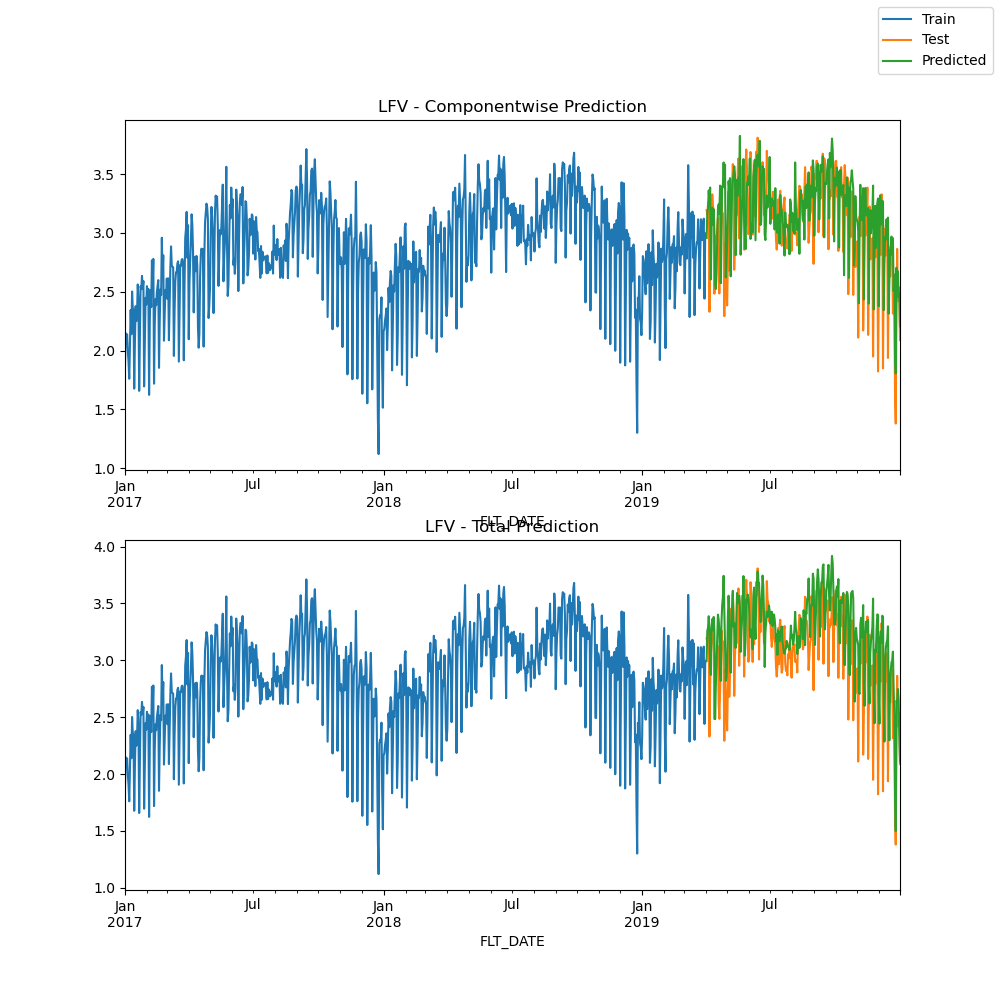 Train
Test
Predicted
LFV - Componentwise Prediction
3.5
3.0
2.5
2.0
1.5
1.0
Jan Jul Jan Jul Jan Jul
2017 2018 2019
FLT_DATE
LFV - Total Prediction
4.0
3.5
3.0
2.5
2.0
1.5
1.0
Jan Jul Jan Jul Jan Jul
2017 2018 2019
FLT_DATE